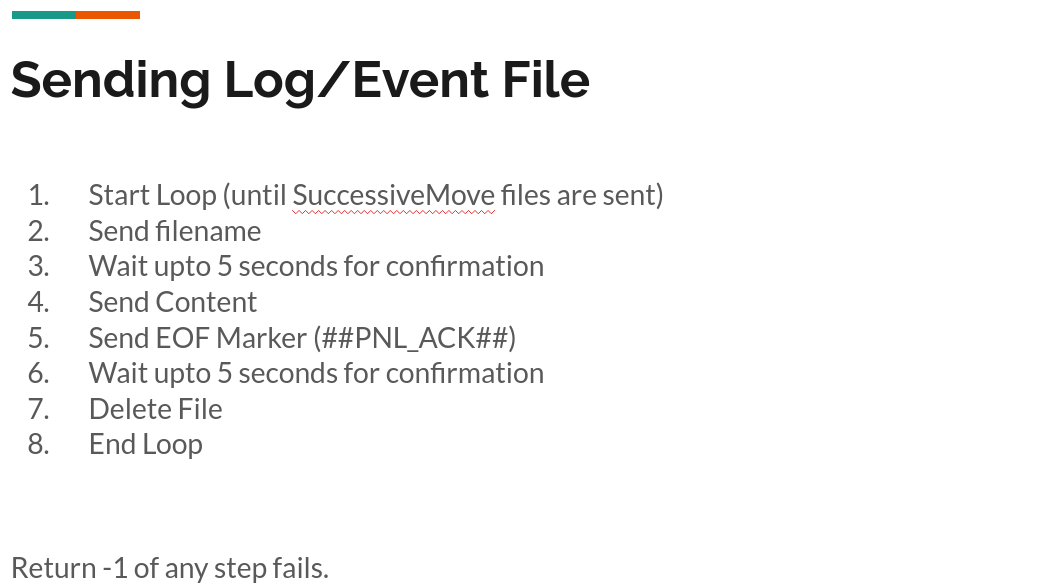 Sending Log/Event File
1. Start Loop (until SuccessiveMove files are sent)
2. Send filename
3. Wait upto 5 seconds for confirmation
4. Send Content
5. Send EOF Marker (##PNL_ACK##)
6. Wait upto 5 seconds for confirmation
7. Delete File
8. End Loop
Return -1 of any step fails.